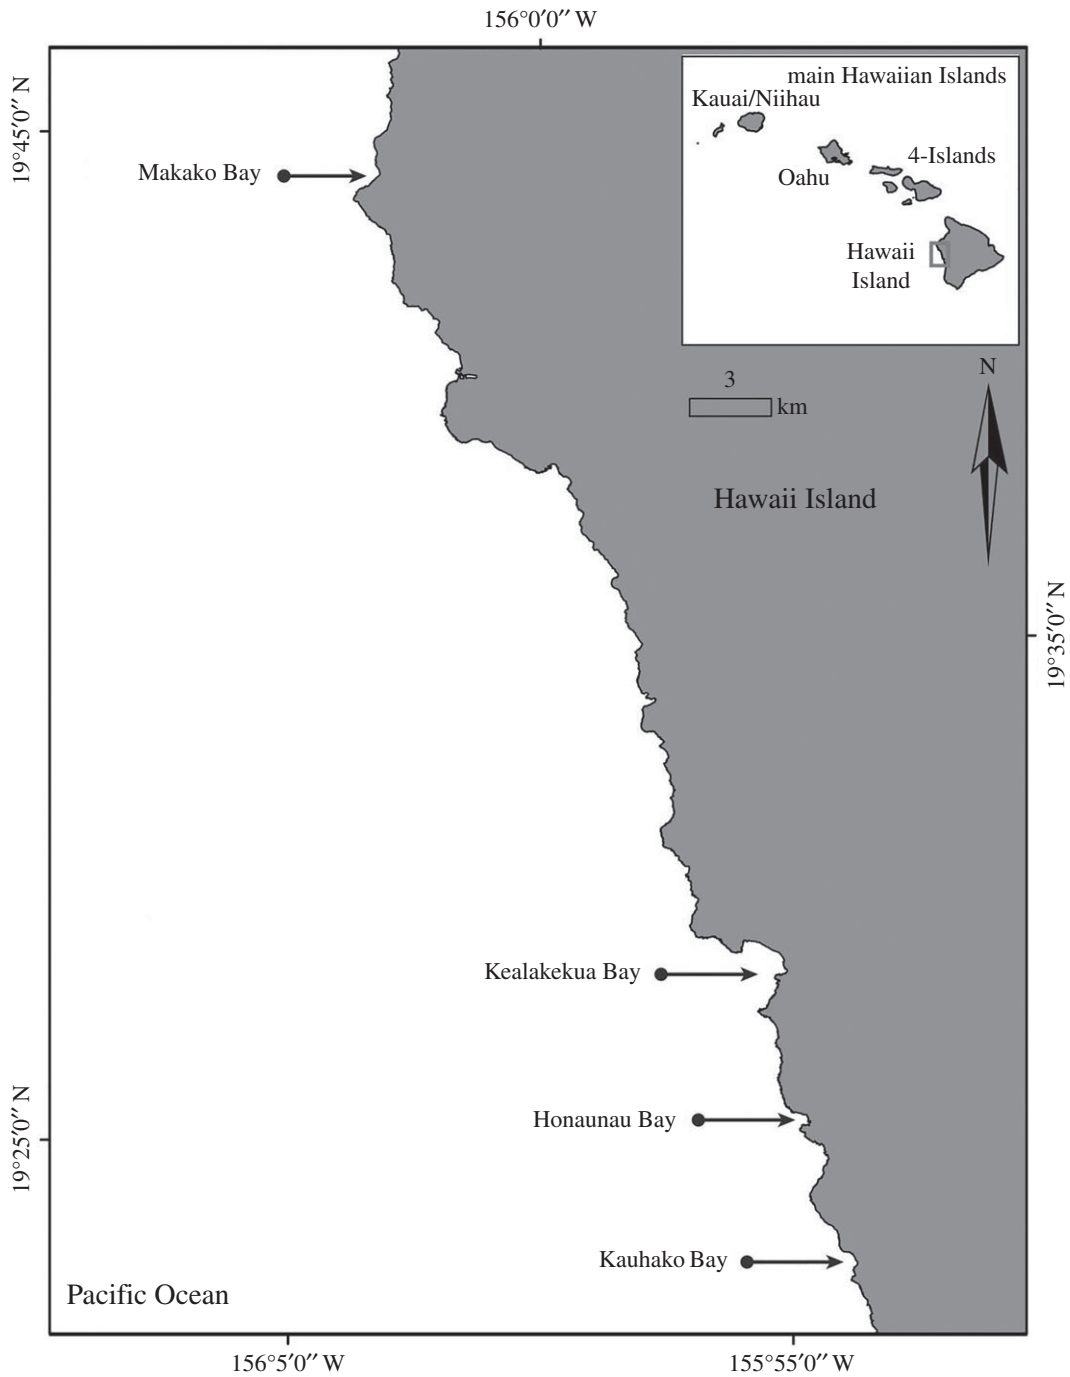 156°0′0″ W
main Hawaiian Islands
Kauai/Niihau
19°45′0″ N
4-Islands
Makako Bay
Oahu
Hawaii
Island
N
3
km
Hawaii Island
19°35′0″ N
Kealakekua Bay
19°25′0″ N
Honaunau Bay
Kauhako Bay
Pacific Ocean
156°5′0″ W
155°55′0″ W